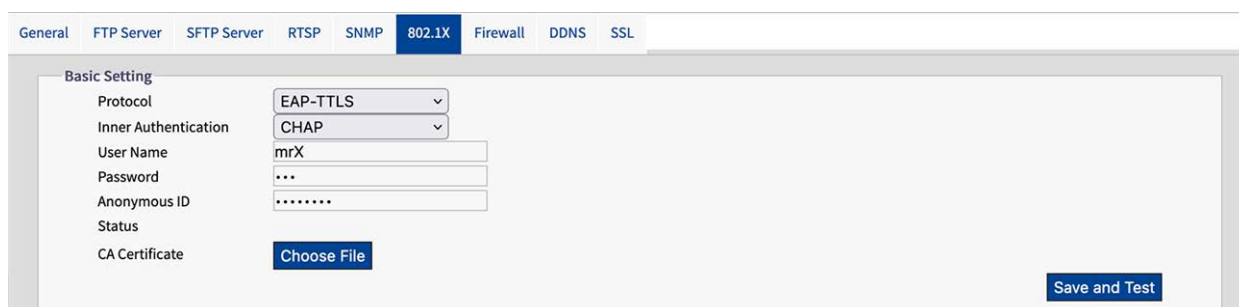 General FTP Server SFTP Server RTSP SNMP 802.1X Firewall DDNS SSL
Basic Setting
Protocol EAP-TTLS
Inner Authentication CHAP
User Name mrX
Password •••
Anonymous ID ••••••••
Status
CA Certificate Choose File
Save and Test